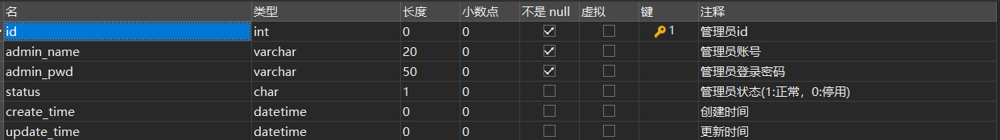 名 类型 长度 小数点 不是 null 虚拟 键 注释
id int 0 0 1 管理员id
admin_name varchar 20 0 管理员账号
admin_pwd varchar 50 0 管理员登录密码
status char 1 0 管理员状态(1:正常，0:停用)
create_time datetime 0 0 创建时间
update_time datetime 0 0 更新时间